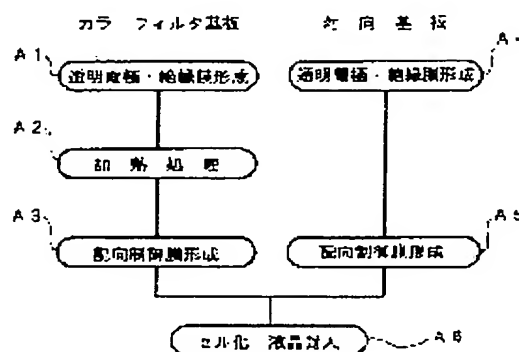 カラーフィルタ基板
対向基板
A1
透明電極・絶縁膜形成
A4
透明電極・絶縁膜形成
A2
加熱処理
A3
配向制御膜形成
A5
配向制御膜形成
セル化 液晶封入
A6